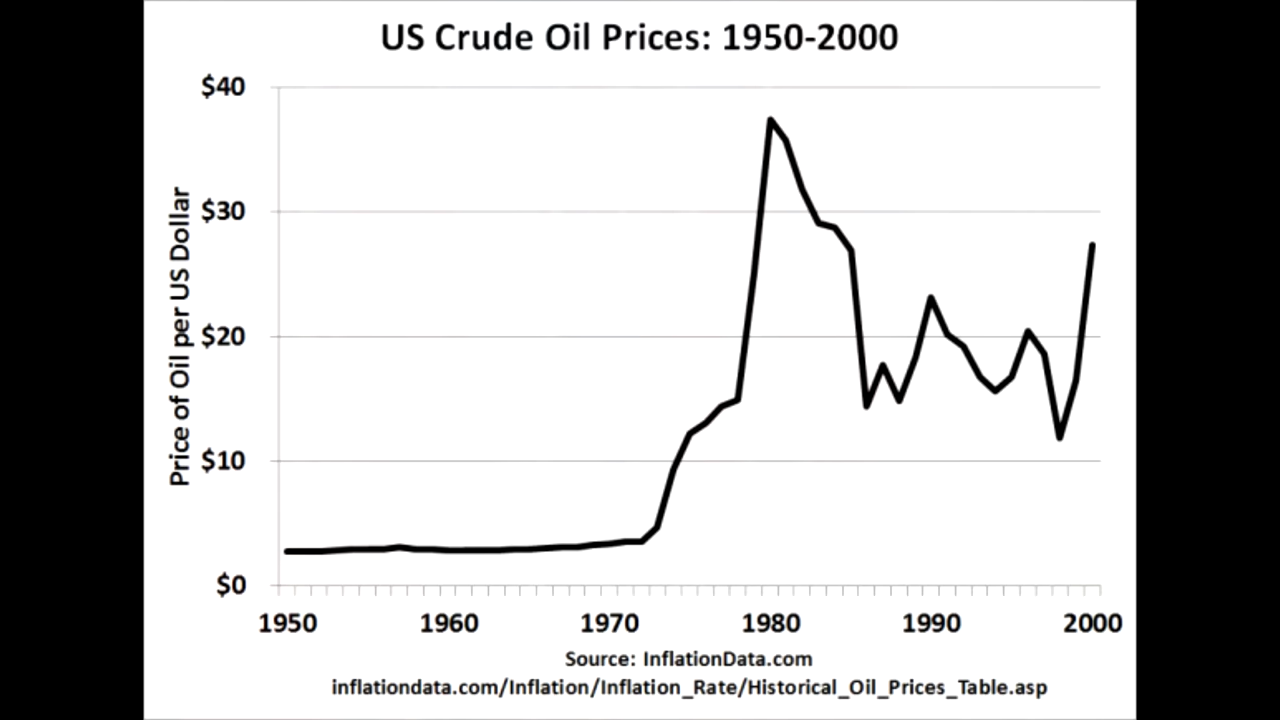 US Crude Oil Prices: 1950-2000
Price of Oil per US Dollar
$40
$30
$20
$10
$0
1950 1960 1970 1980 1990 2000
Source: InflationData.com
inflationdata.com/Inflation/Inflation_Rate/Historical_Oil_Prices_Table.asp